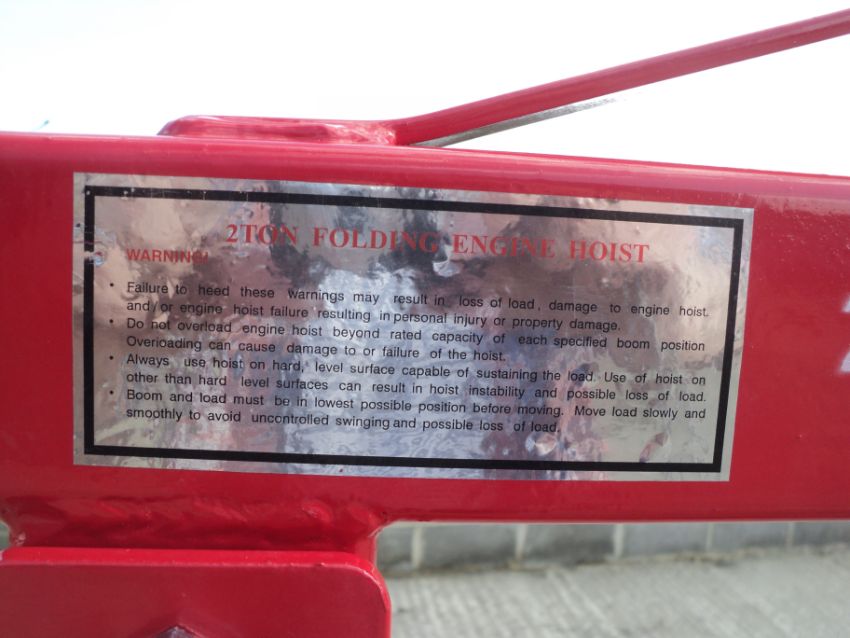 2TON FOLDING ENGINE HOIST
WARNING!
• Failure to heed these warnings may result in loss of load, damage to engine hoist.
and/or engine hoist failure resulting in personal injury or property damage.
• Do not overload engine hoist beyond rated capacity of each specified boom position
Overloading can cause damage to or failure of the hoist.
• Always use hoist on hard, level surface capable of sustaining the load. Use of hoist on
other than hard level surfaces can result in hoist instability and possible loss of load.
• Boom and load must be in lowest possible position before moving. Move load slowly and
smoothly to avoid uncontrolled swinging and possible loss of load.